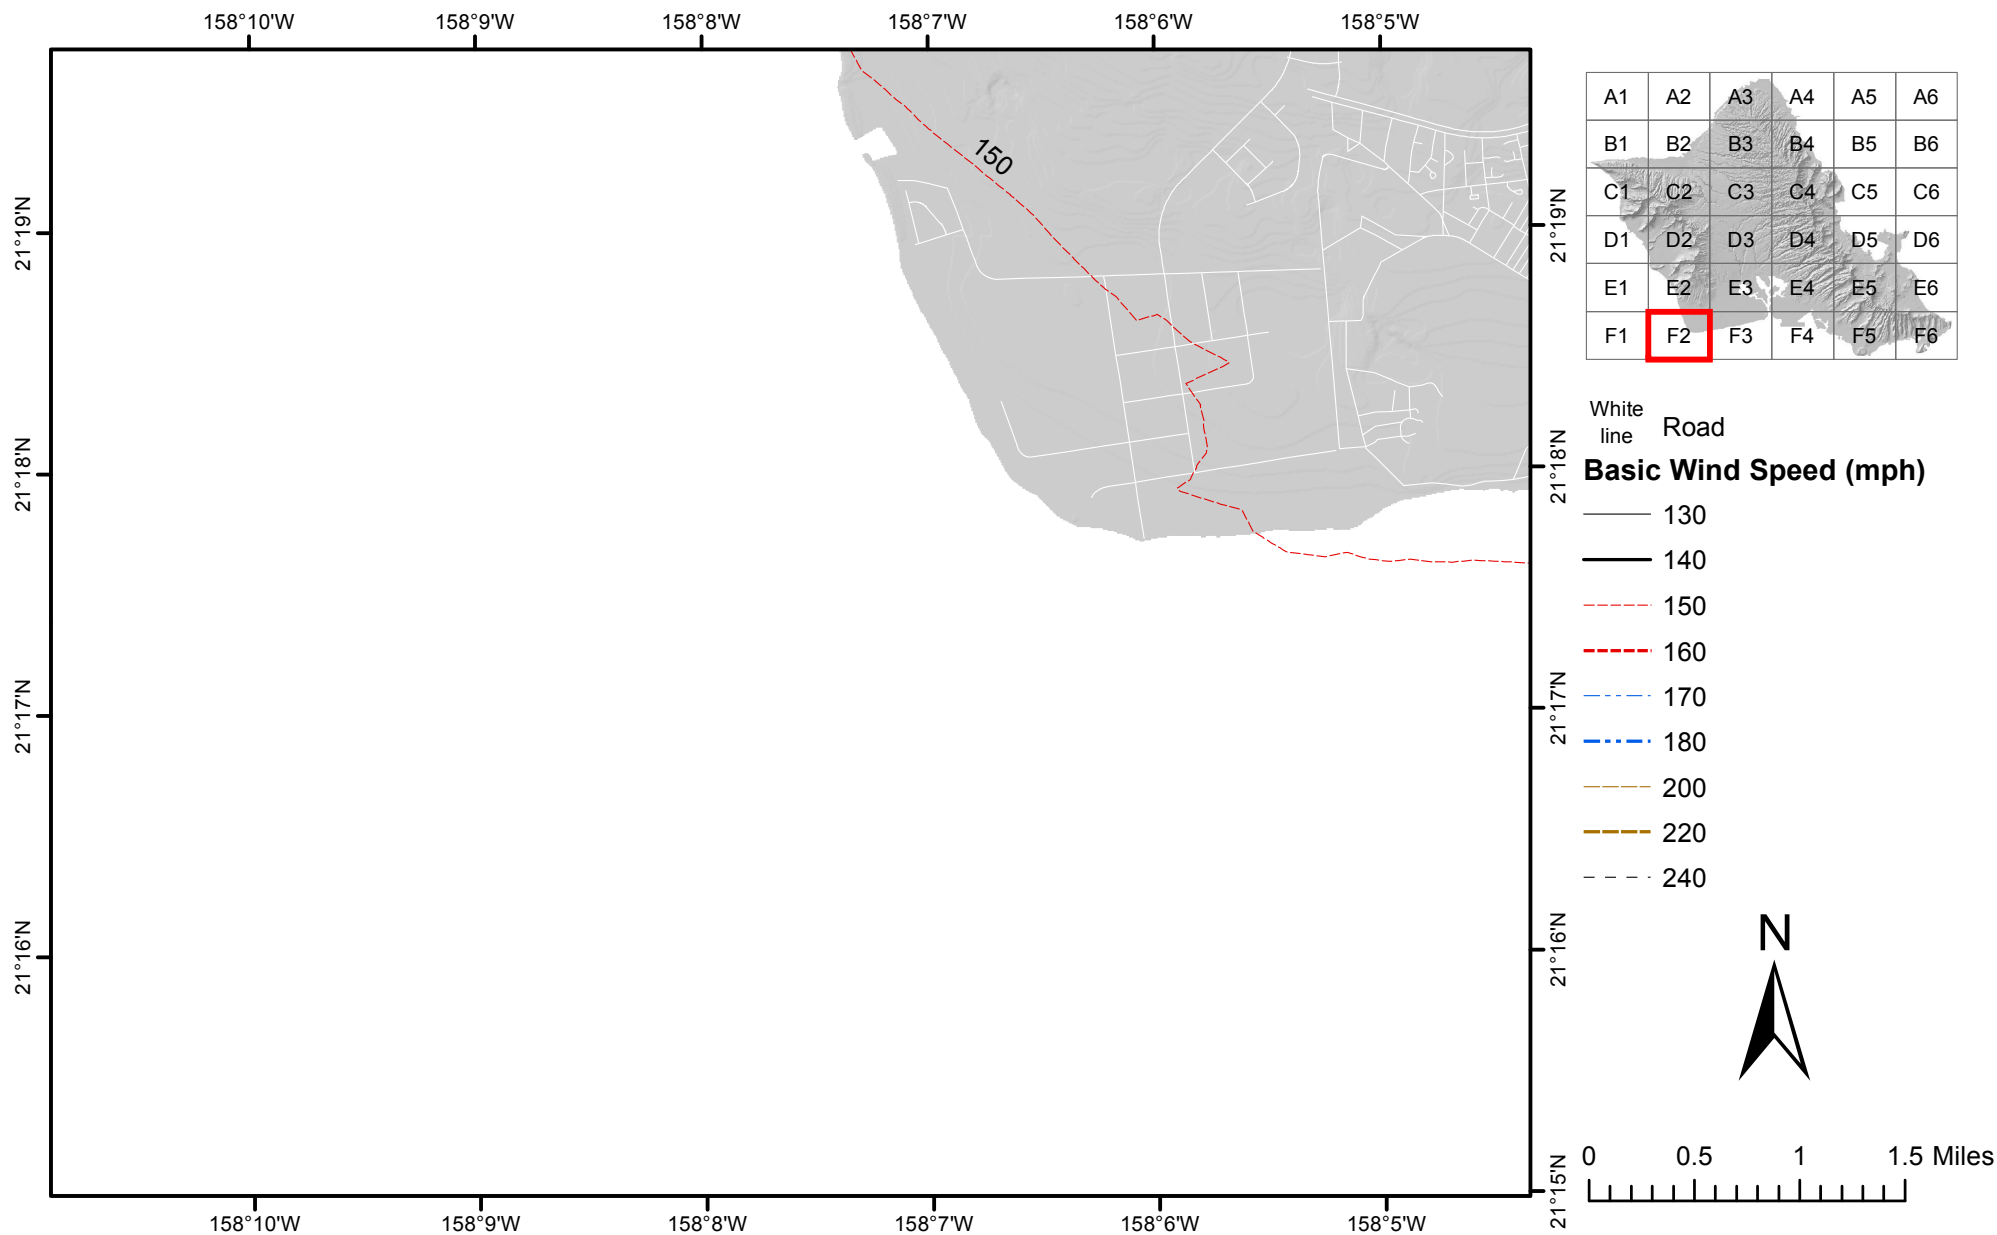 158°10'W 158°9'W 158°8'W 158°7'W 158°6'W 158°5'W
21°19'N
21°18'N
21°17'N
21°16'N
150
21°19'N
21°18'N
21°17'N
21°16'N
21°15'N
158°10'W 158°9'W 158°8'W 158°7'W 158°6'W 158°5'W
A1 A2 A3 A4 A5 A6
B1 B2 B3 B4 B5 B6
C1 C2 C3 C4 C5 C6
D1 D2 D3 D4 D5 D6
E1 E2 E3 E4 E5 E6
F1 F2 F3 F4 F5 F6
White
line Road
Basic Wind Speed (mph)
130
140
150
160
170
180
200
220
240
N
0 0.5 1 1.5 Miles